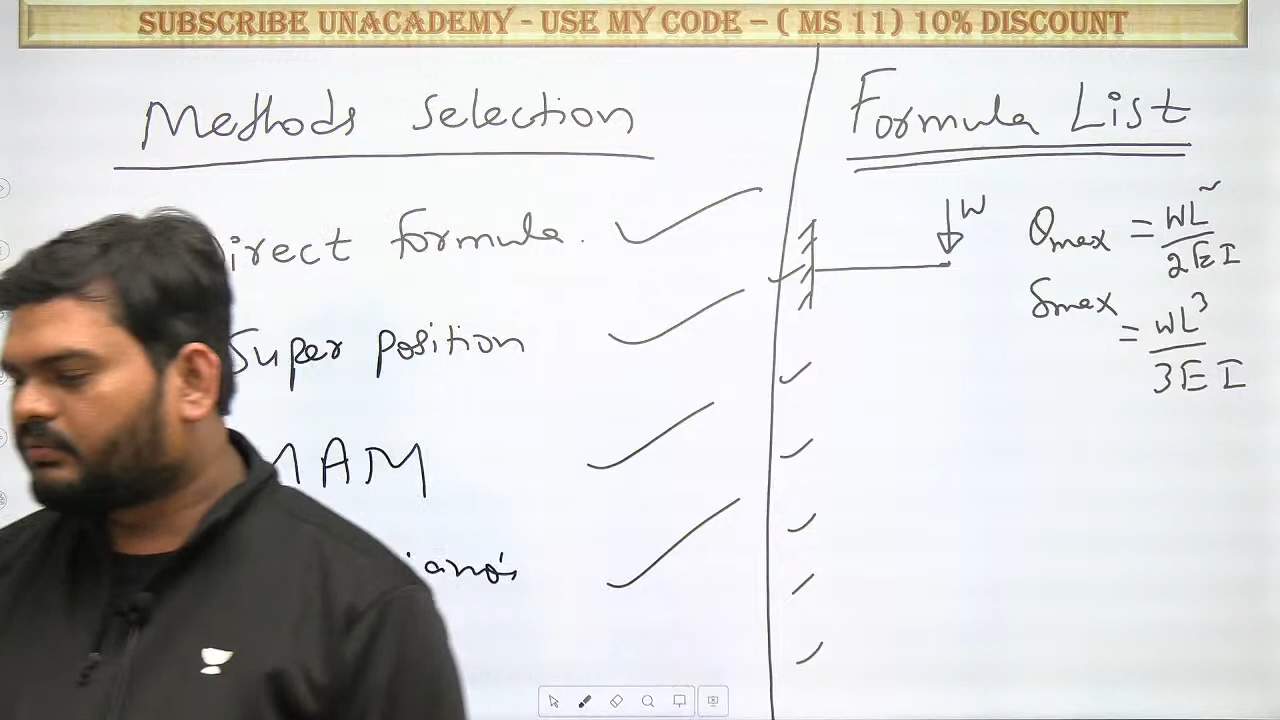 SUBSCRIBE UNACADEMY - USE MY CODE – ( MS 11) 10% DISCOUNT
Methods Selection
irect formula.
Super position
MAM
iano's
Formula List
W
θmax = WL²/2EI
δmax
= WL³/3EI